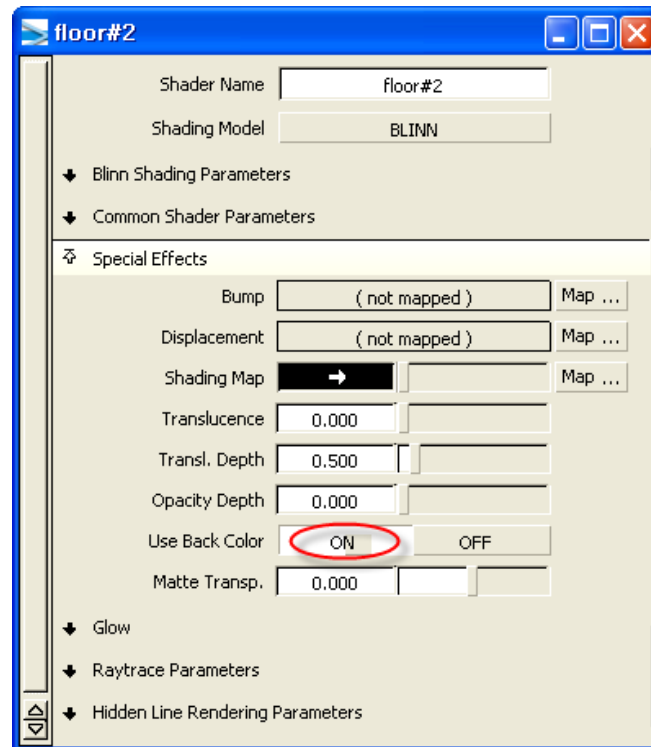 floor#2
Shader Name floor#2
Shading Model BLINN
Blinn Shading Parameters
Common Shader Parameters
Special Effects
Bump ( not mapped ) Map ...
Displacement ( not mapped ) Map ...
Shading Map Map ...
Translucence 0.000
Transl. Depth 0.500
Opacity Depth 0.000
Use Back Color ON OFF
Matte Transp. 0.000
Glow
Raytrace Parameters
Hidden Line Rendering Parameters